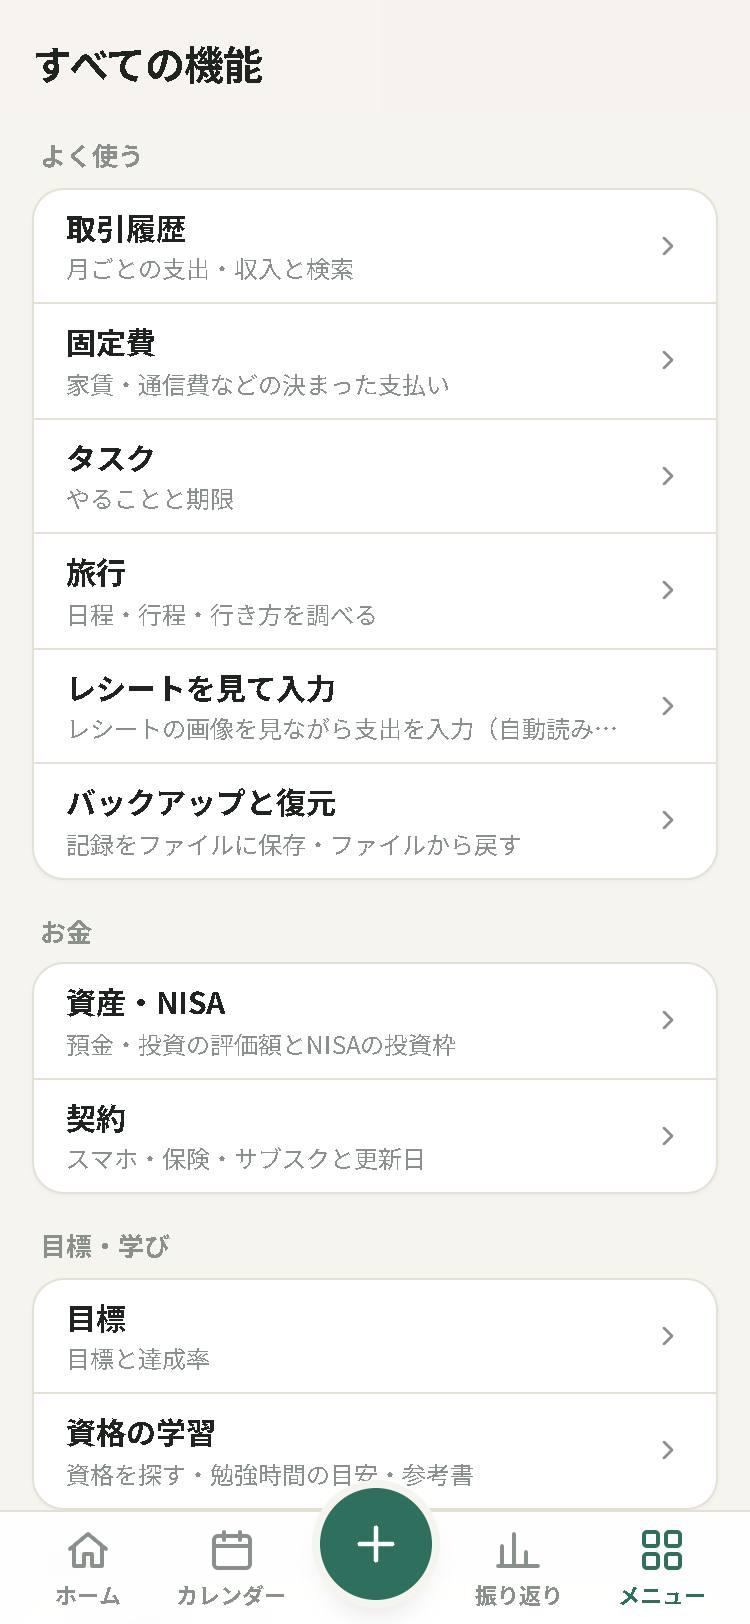 すべての機能
よく使う
取引履歴
月ごとの支出・収入と検索
固定費
家賃・通信費などの決まった支払い
タスク
やることと期限
旅行
日程・行程・行き方を調べる
レシートを見て入力
レシートの画像を見ながら支出を入力（自動読み…
バックアップと復元
記録をファイルに保存・ファイルから戻す
お金
資産・NISA
預金・投資の評価額とNISAの投資枠
契約
スマホ・保険・サブスクと更新日
目標・学び
目標
目標と達成率
資格の学習
資格を探す・勉強時間の目安・参考書
ホーム
カレンダー
振り返り
メニュー